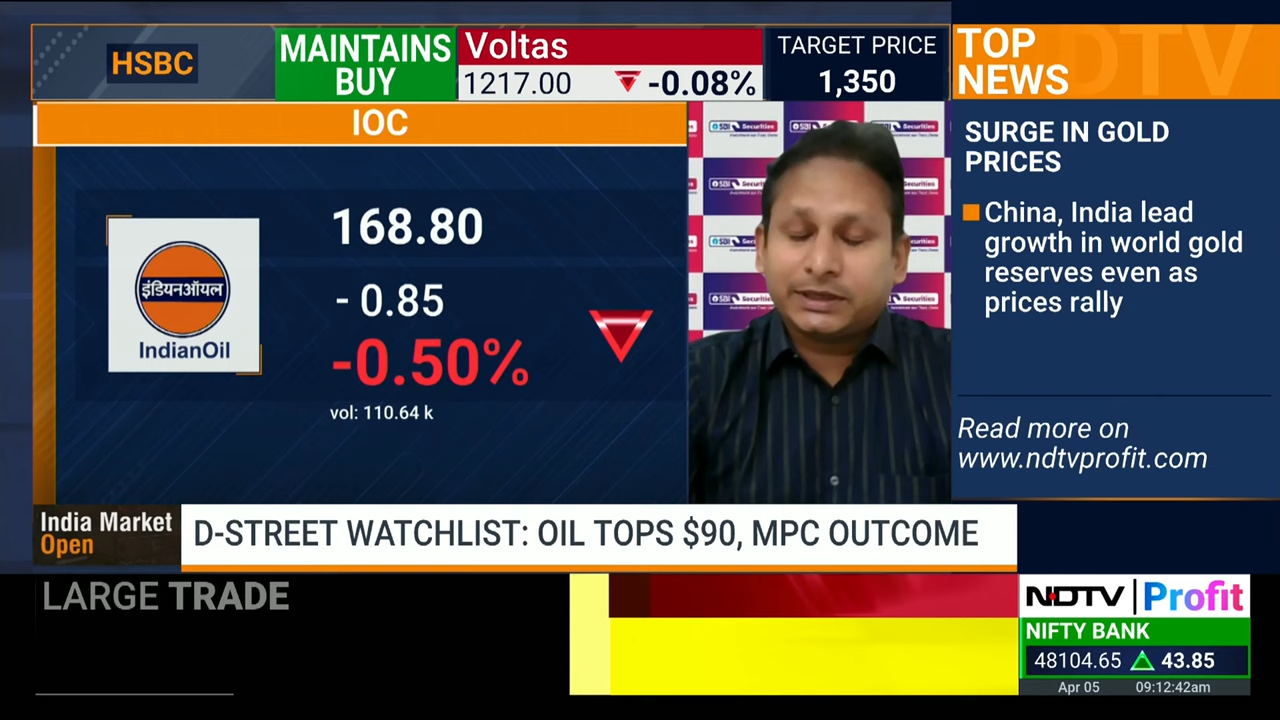 HSBC
MAINTAINS
BUY
Voltas
1217.00
-0.08%
TARGET PRICE
1,350
TOP
NEWS
IOC
168.80
- 0.85
-0.50%
vol: 110.64 k
इंडियनऑयल
IndianOil
SBI Securities
SURGE IN GOLD
PRICES
China, India lead
growth in world gold
reserves even as
prices rally
Read more on
www.ndtvprofit.com
India Market
Open
D-STREET WATCHLIST: OIL TOPS $90, MPC OUTCOME
LARGE TRADE
NDTV Profit
NIFTY BANK
48104.65 43.85
Apr 05 09:12:42am